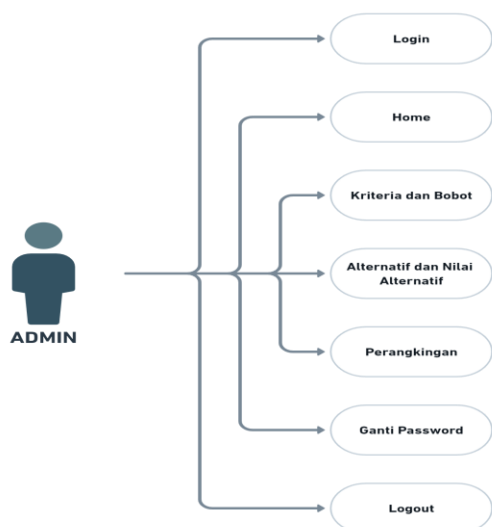 Login
Home
Kriteria dan Bobot
Alternatif dan Nilai
Alternatif
ADMIN
Perangkingan
Ganti Password
Logout